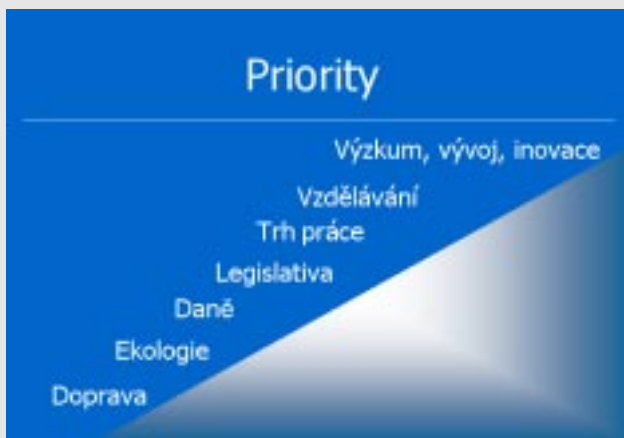 Priority
Výzkum, vývoj, inovace
Vzdělávání
Trh práce
Legislativa
Daně
Ekologie
Doprava